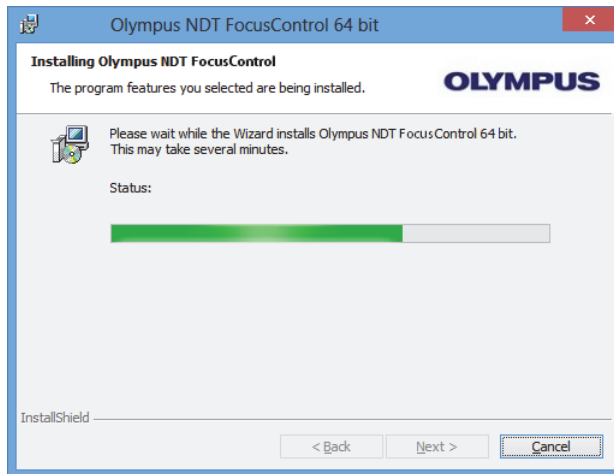 Olympus NDT FocusControl 64 bit
Installing Olympus NDT FocusControl
The program features you selected are being installed.
OLYMPUS
Please wait while the Wizard installs Olympus NDT FocusControl 64 bit.
This may take several minutes.
Status:
InstallShield
< Back
Next >
Cancel